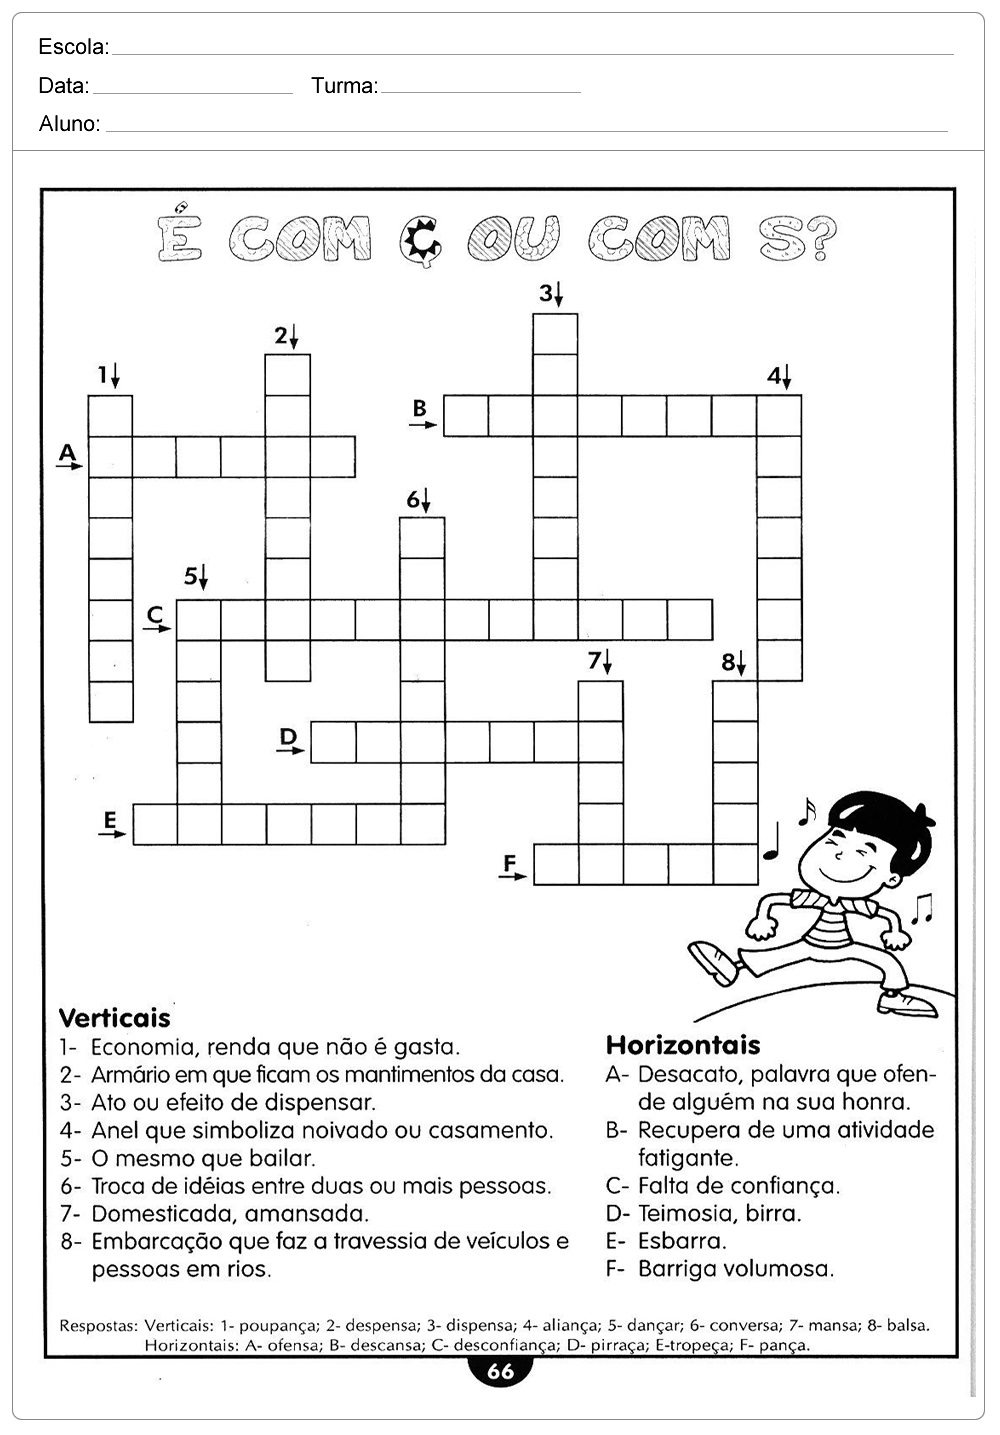 Escola:
Data: Turma:
Aluno:
É COM Ç OU COM S?
3
2
1
4
B
A
6
5
C
7
8
D
E
F
Verticais
1- Economia, renda que não é gasta.
2- Armário em que ficam os mantimentos da casa.
3- Ato ou efeito de dispensar.
4- Anel que simboliza noivado ou casamento.
5- O mesmo que bailar.
6- Troca de idéias entre duas ou mais pessoas.
7- Domesticada, amansada.
8- Embarcação que faz a travessia de veículos e
pessoas em rios.
Horizontais
A- Desacato, palavra que ofen-
de alguém na sua honra.
B- Recupera de uma atividade
fatigante.
C- Falta de confiança.
D- Teimosia, birra.
E- Esbarra.
F- Barriga volumosa.
Respostas: Verticais: 1- poupança; 2- despensa; 3- dispensa; 4- aliança; 5- dançar; 6- conversa; 7- mansa; 8- balsa.
Horizontais: A- ofensa; B- descansa; C- desconfiança; D- pirraça; E-tropeça; F- pança.
66